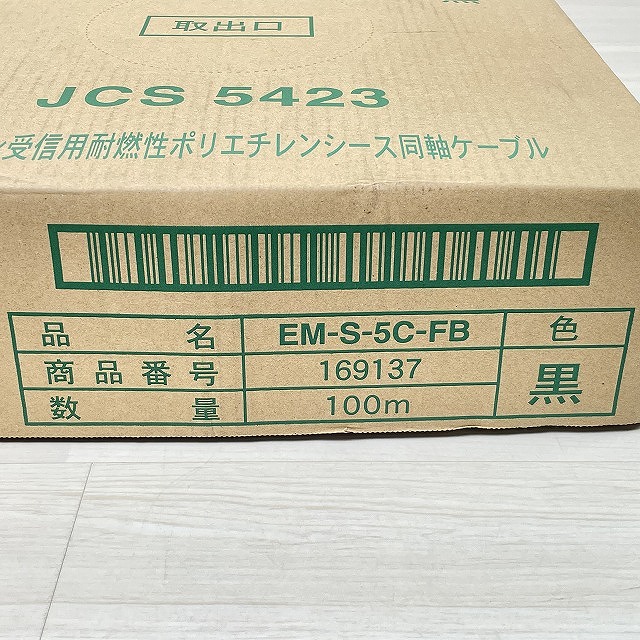 取出口
JCS 5423
受信用耐燃性ポリエチレンシース同軸ケーブル
品名 EM-S-5C-FB 色
商品番号 169137 黒
数量 100m